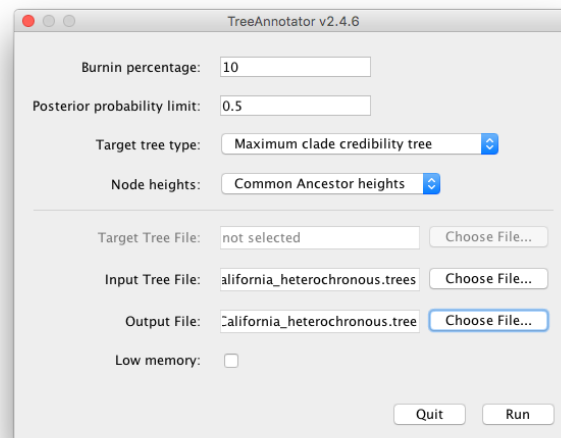 TreeAnnotator v2.4.6
Burnin percentage: 10
Posterior probability limit: 0.5
Target tree type: Maximum clade credibility tree
Node heights: Common Ancestor heights
Target Tree File: not selected Choose File...
Input Tree File: alifornia_heterochronous.trees Choose File...
Output File: California_heterochronous.tree Choose File...
Low memory:
Quit Run